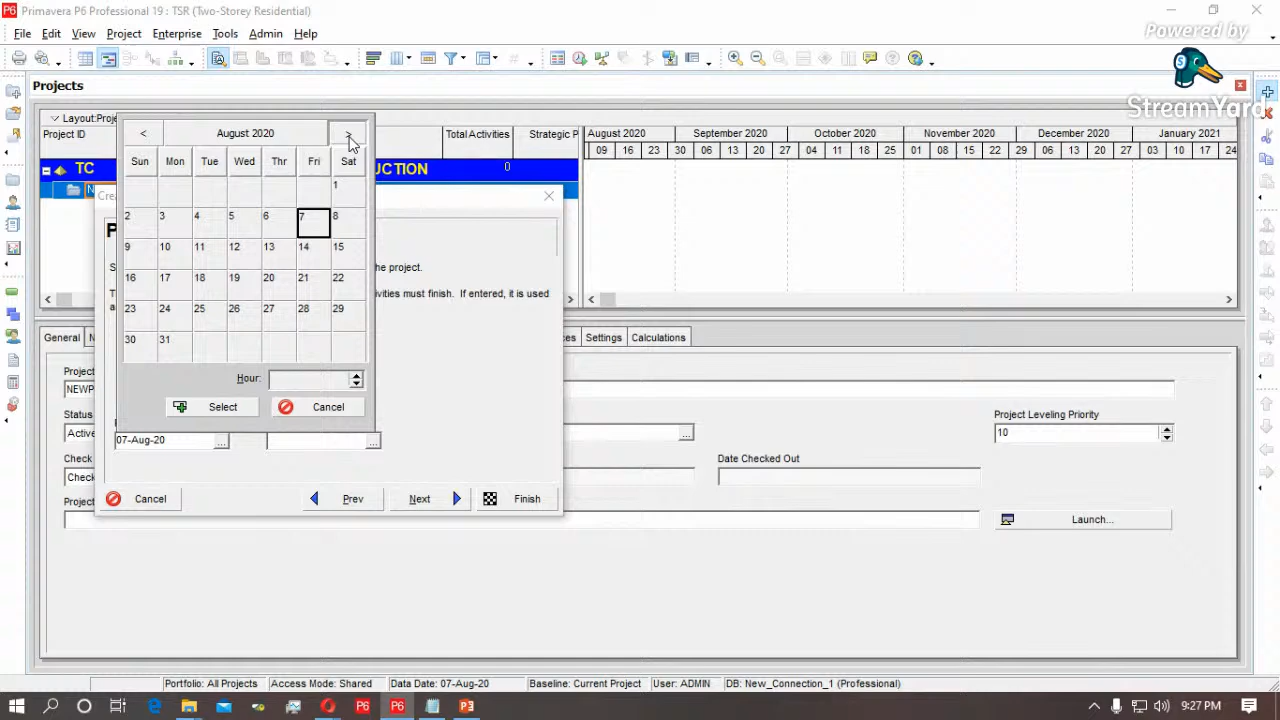 Primavera P6 Professional 19 : TSR (Two-Storey Residential)
File Edit View Project Enterprise Tools Admin Help
Powered by
StreamYard
Projects
Layout:
Project ID
Total Activities
Strategic P
August 2020 September 2020 October 2020 November 2020 December 2020 January 2021
09 16 23 30 06 13 20 27 04 11 18 25 01 08 15 22 29 06 13 20 27 03 10 17 24
TC
UCTION
0
< August 2020 >
Sun Mon Tue Wed Thr Fri Sat
1
2 3 4 5 6 7 8
9 10 11 12 13 14 15
16 17 18 19 20 21 22
23 24 25 26 27 28 29
30 31
Hour:
Select Cancel
he project.
ivities must finish. If entered, it is used
07-Aug-20
Cancel Prev Next Finish
General
Settings Calculations
Project
NEWP
Status
Active
Project Leveling Priority
10
Check
Check
Date Checked Out
Project
Launch...
Portfolio: All Projects Access Mode: Shared Data Date: 07-Aug-20 Baseline: Current Project User: ADMIN DB: New_Connection_1 (Professional)
9:27 PM